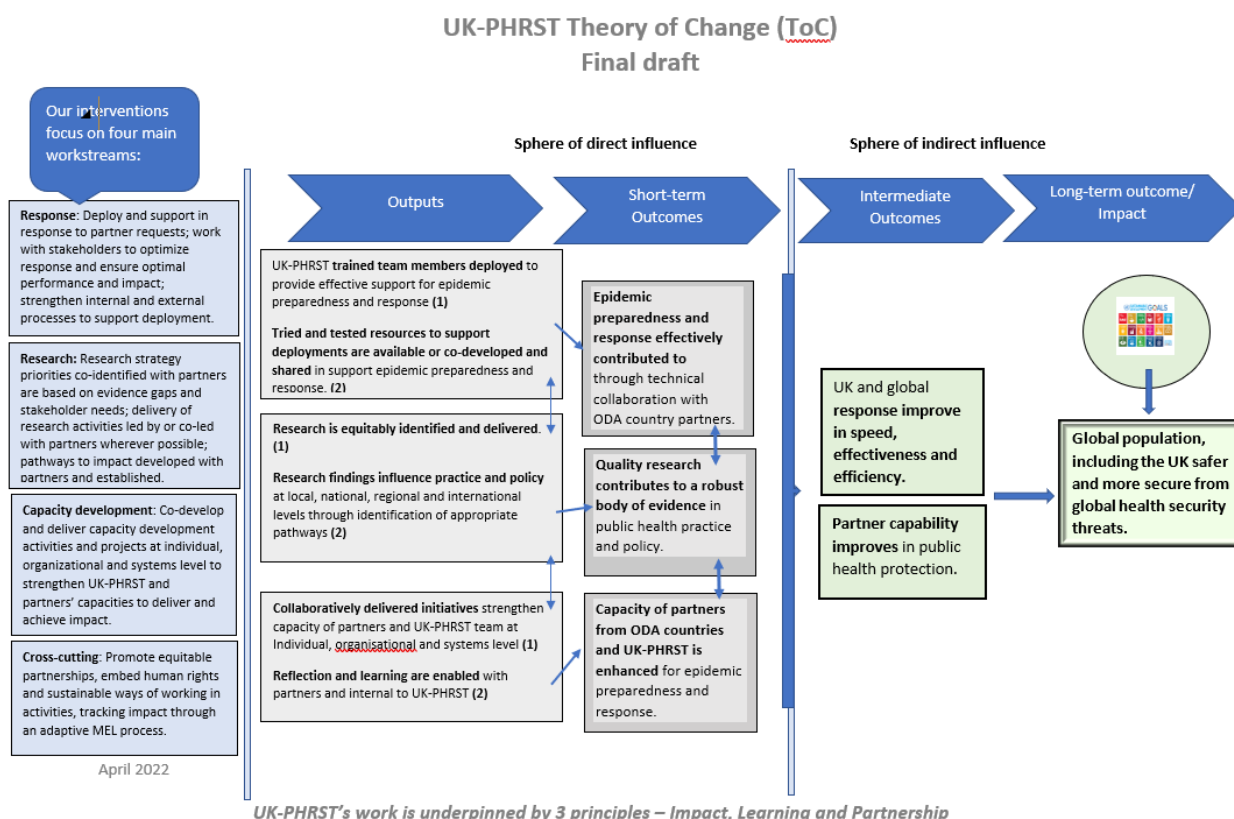 UK-PHRST Theory of Change (ToC)
Final draft
Our interventions
focus on four main
workstreams:
Sphere of direct influence
Sphere of indirect influence
Outputs
Short-term
Outcomes
Intermediate
Outcomes
Long-term outcome/
Impact
Response: Deploy and support in
response to partner requests; work
with stakeholders to optimize
response and ensure optimal
performance and impact;
strengthen internal and external
processes to support deployment.
Research: Research strategy
priorities co-identified with partners
are based on evidence gaps and
stakeholder needs; delivery of
research activities led by or co-led
with partners wherever possible;
pathways to impact developed with
partners and established.
Capacity development: Co-develop
and deliver capacity development
activities and projects at individual,
organizational and systems level to
strengthen UK-PHRST and
partners' capacities to deliver and
achieve impact.
Cross-cutting: Promote equitable
partnerships, embed human rights
and sustainable ways of working in
activities, tracking impact through
an adaptive MEL process.
April 2022
UK-PHRST trained team members deployed to
provide effective support for epidemic
preparedness and response (1)
Tried and tested resources to support
deployments are available or co-developed and
shared in support epidemic preparedness and
response. (2)
Research is equitably identified and delivered.
(1)
Research findings influence practice and policy
at local, national, regional and international
levels through identification of appropriate
pathways (2)
Collaboratively delivered initiatives strengthen
capacity of partners and UK-PHRST team at
Individual, organisational and systems level (1)
Reflection and learning are enabled with
partners and internal to UK-PHRST (2)
Epidemic
preparedness and
response effectively
contributed to
through technical
collaboration with
ODA country partners.
Quality research
contributes to a robust
body of evidence in
public health practice
and policy.
Capacity of partners
from ODA countries
and UK-PHRST is
enhanced for epidemic
preparedness and
response.
UK and global
response improve
in speed,
effectiveness and
efficiency.
Partner capability
improves in public
health protection.
GOALS
Global population,
including the UK safer
and more secure from
global health security
threats.
UK-PHRST's work is underpinned by 3 principles – Impact, Learning and Partnership